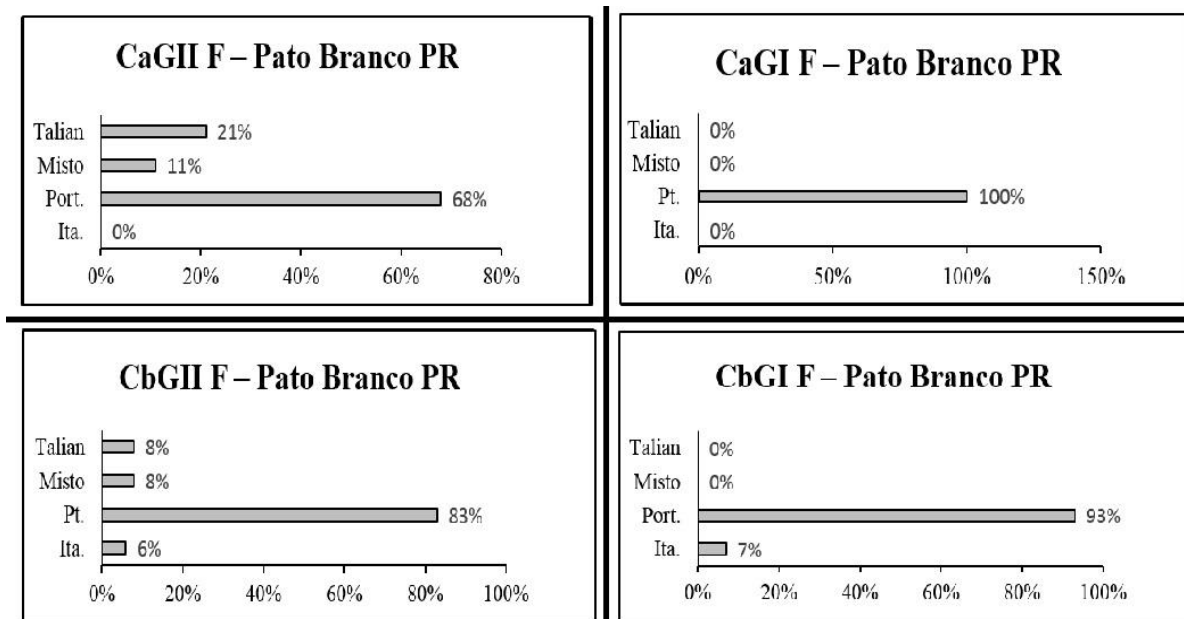 CaGII F – Pato Branco PR
Talian 21%
Misto 11%
Port. 68%
Ita. 0%
0% 20% 40% 60% 80%
CaGI F – Pato Branco PR
Talian 0%
Misto 0%
Pt. 100%
Ita. 0%
0% 50% 100% 150%
CbGII F – Pato Branco PR
Talian 8%
Misto 8%
Pt. 83%
Ita. 6%
0% 20% 40% 60% 80% 100%
CbGI F – Pato Branco PR
Talian 0%
Misto 0%
Port. 93%
Ita. 7%
0% 20% 40% 60% 80% 100%